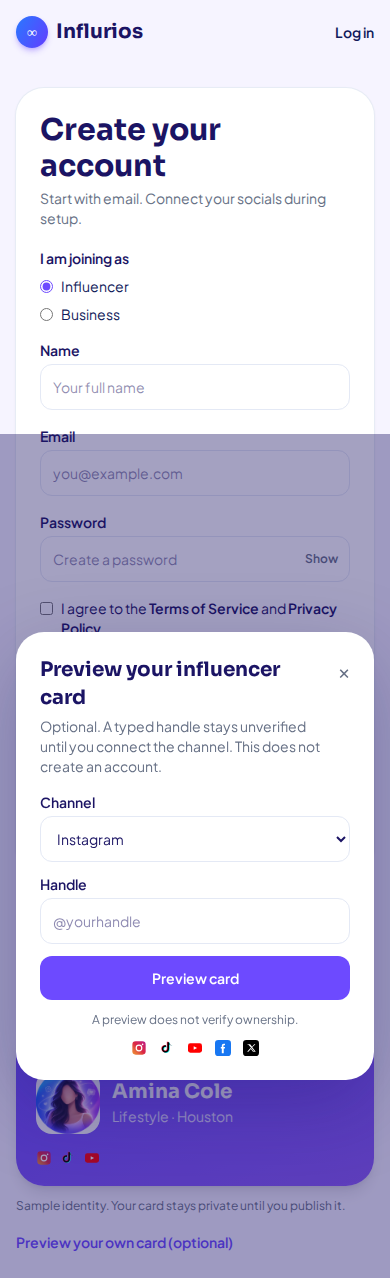 ∞ Influrios
Log in
Create your
account
Start with email. Connect your socials during
setup.
I am joining as
Influencer
Business
Name
Your full name
Email
you@example.com
Password
Create a password
Show
I agree to the Terms of Service and Privacy
Policy
Preview your influencer
card
×
Optional. A typed handle stays unverified
until you connect the channel. This does not
create an account.
Channel
Instagram
Handle
@yourhandle
Preview card
A preview does not verify ownership.
Amina Cole
Lifestyle · Houston
Sample identity. Your card stays private until you publish it.
Preview your own card (optional)